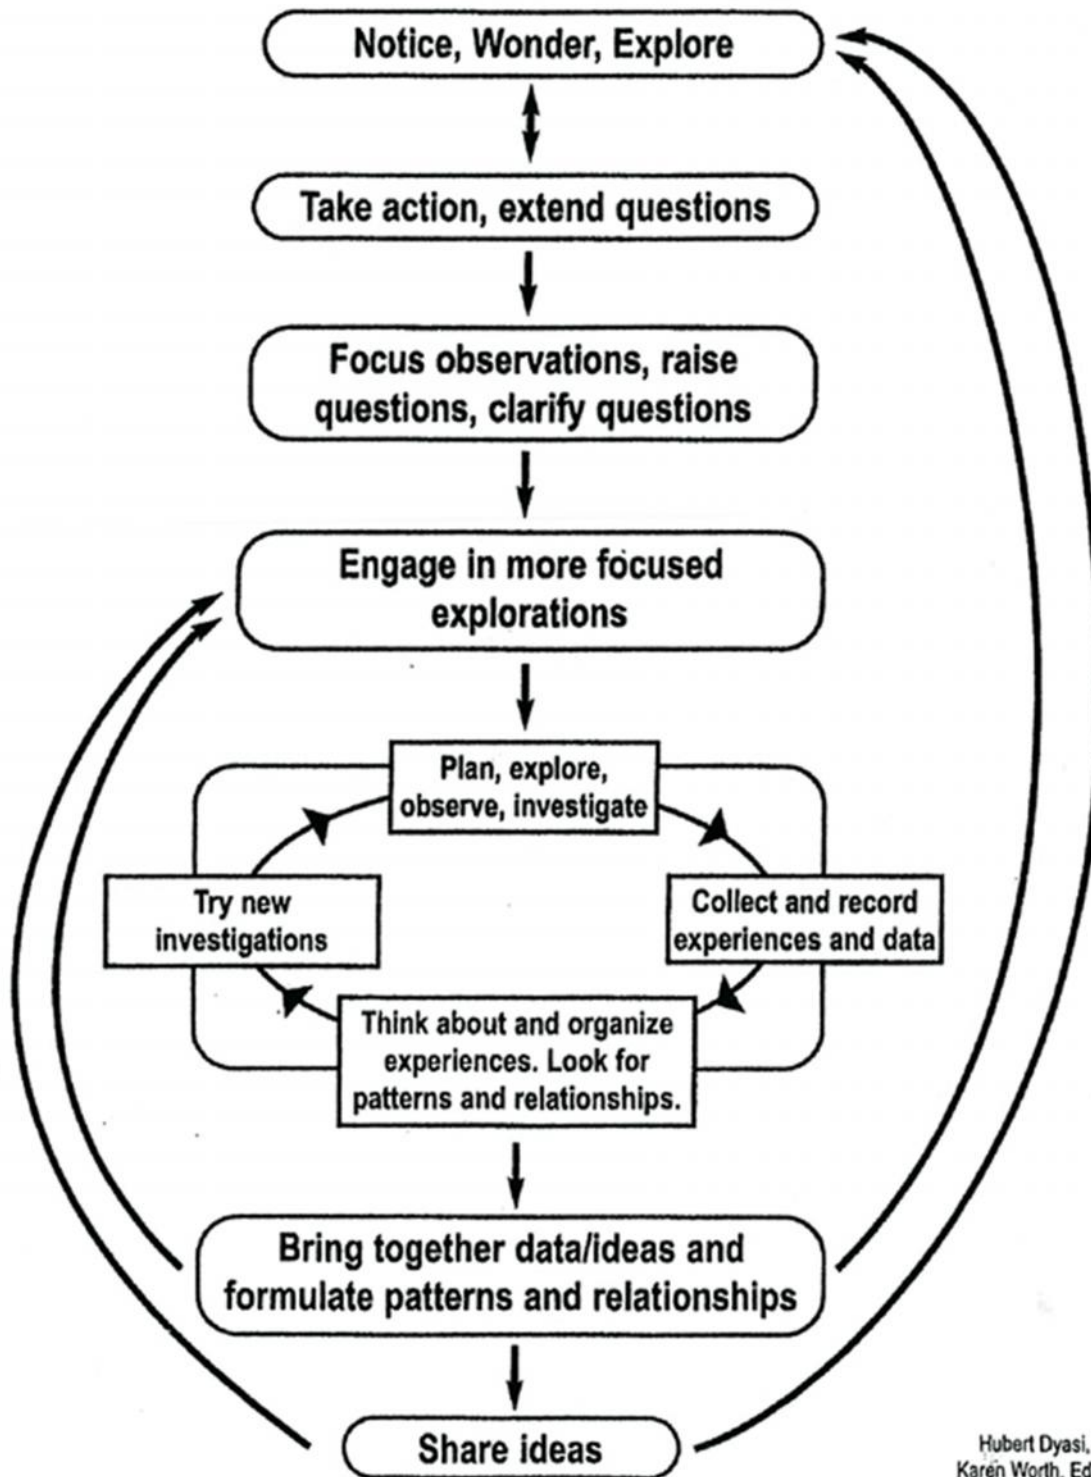 Notice, Wonder, Explore
Take action, extend questions
Focus observations, raise
questions, clarify questions
Engage in more focused
explorations
Plan, explore,
observe, investigate
Try new
investigations
Collect and record
experiences and data
Think about and organize
experiences. Look for
patterns and relationships.
Bring together data/ideas and
formulate patterns and relationships
Share ideas
Hubert Dyasi,
Karen Worth, Ed